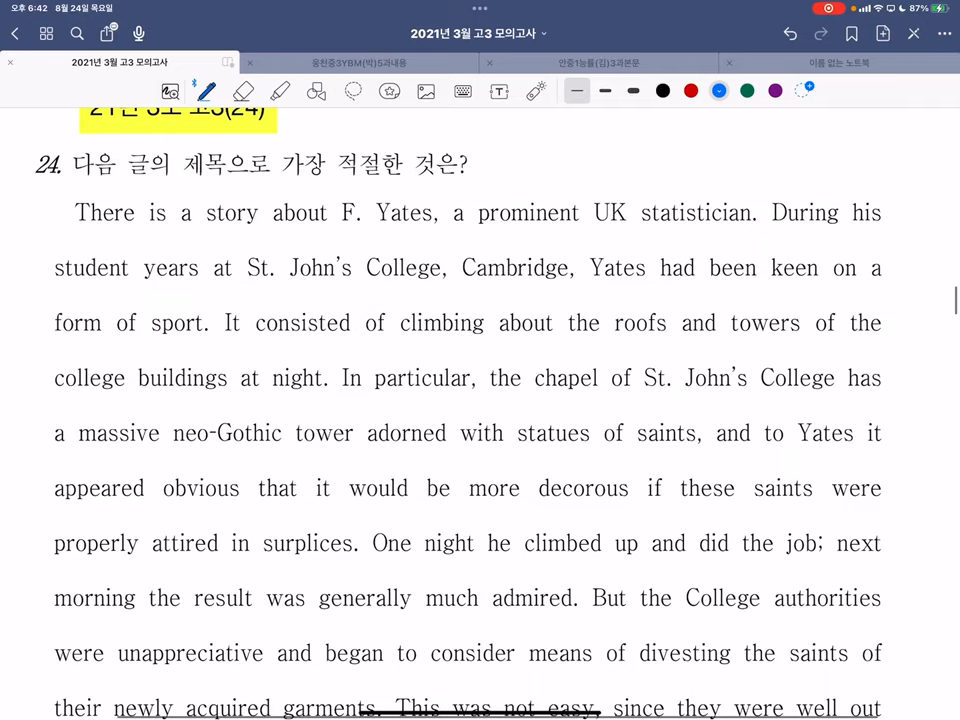 오후 6:42 8월 24일 목요일
87%
2021년 3월 고3 모의고사
2021년 3월 고3 모의고사
웅천중3YBM(박)5과내용
안중1능률(김)3과본문
이름 없는 노트북
21년 3모 고3(24)
24. 다음 글의 제목으로 가장 적절한 것은?
There is a story about F. Yates, a prominent UK statistician. During his
student years at St. John's College, Cambridge, Yates had been keen on a
form of sport. It consisted of climbing about the roofs and towers of the
college buildings at night. In particular, the chapel of St. John's College has
a massive neo-Gothic tower adorned with statues of saints, and to Yates it
appeared obvious that it would be more decorous if these saints were
properly attired in surplices. One night he climbed up and did the job; next
morning the result was generally much admired. But the College authorities
were unappreciative and began to consider means of divesting the saints of
their newly acquired garments. This was not easy, since they were well out